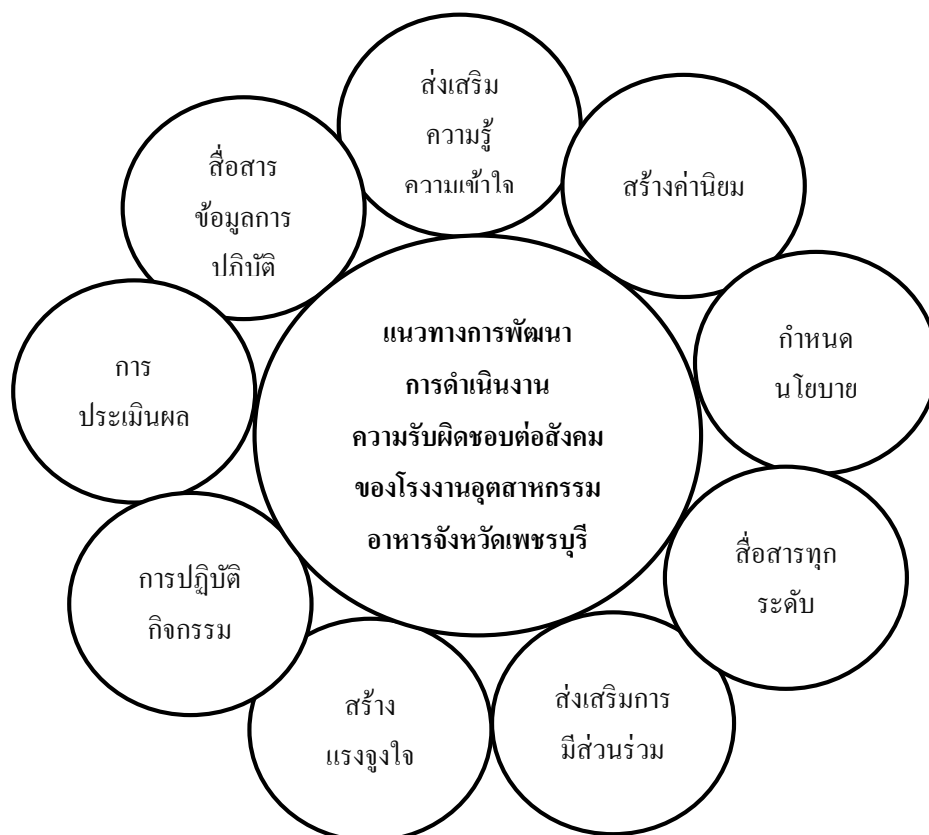 ส่งเสริม
ความรู้
ความเข้าใจ
สร้างค่านิยม
กำหนด
นโยบาย
สื่อสารทุก
ระดับ
ส่งเสริมการ
มีส่วนร่วม
สร้าง
แรงจูงใจ
การปฏิบัติ
กิจกรรม
การ
ประเมินผล
สื่อสาร
ข้อมูลการ
ปภิบัติ
แนวทางการพัฒนา
การดำเนินงาน
ความรับผิดชอบต่อสังคม
ของโรงงานอุตสาหกรรม
อาหารจังหวัดเพชรบุรี